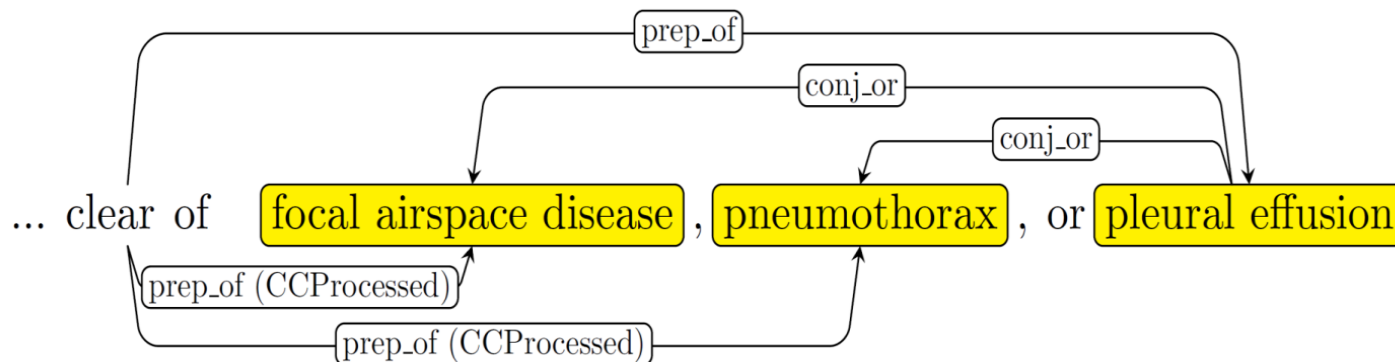 prep_of
conj_or
conj_or
... clear of focal airspace disease , pneumothorax , or pleural effusion
prep_of (CCProcessed)
prep_of (CCProcessed)